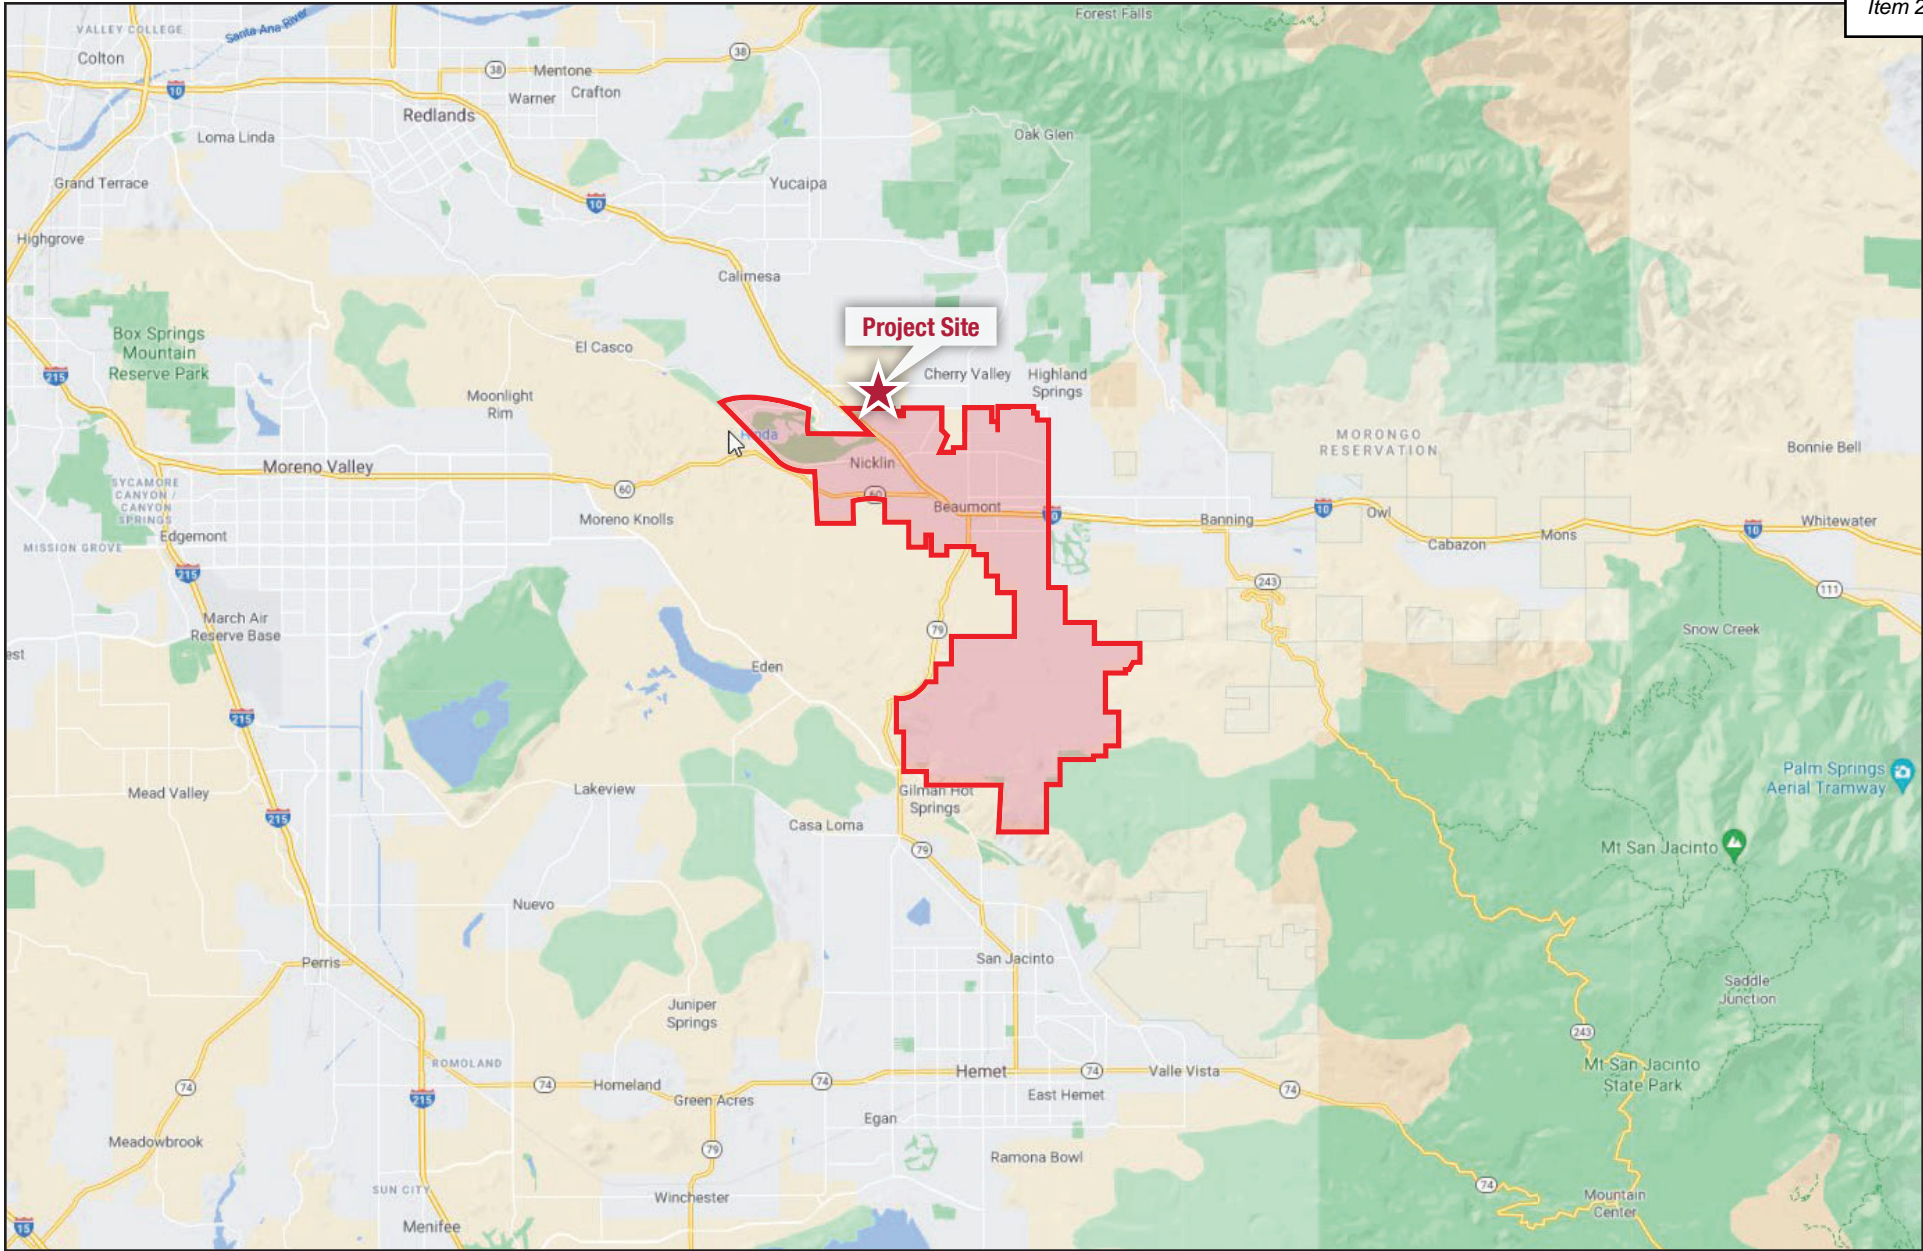 Item 2
Forest Falls
VALLEY COLLEGE
Santa Ana River
Colton
38
38
Mentone
10
Warner
Crafton
Redlands
Loma Linda
Oak Glen
Grand Terrace
Yucaipa
10
Highgrove
Calimesa
Project Site
Box Springs
Mountain
Reserve Park
El Casco
215
Cherry Valley
Highland
Springs
Moonlight
Rim
MORONGO
RESERVATION
Bonnie Bell
Nicklin
Moreno Valley
SYCAMORE
CANYON /
CANYON
SPRINGS
60
60
Beaumont
Moreno Knolls
Banning
10
Owl
10
Whitewater
Edgemont
Mons
Cabazon
MISSION GROVE
215
243
111
March Air
Reserve Base
79
Snow Creek
est
Eden
215
Palm Springs
Aerial Tramway
Mead Valley
Lakeview
Gilman Hot
Springs
215
Casa Loma
79
Mt San Jacinto
Nuevo
San Jacinto
Perris
Saddle
Junction
Juniper
Springs
243
ROMOLAND
Mt San Jacinto
State Park
Hemet
74
Valle Vista
74
74
Homeland
74
74
215
Green Acres
East Hemet
Egan
Meadowbrook
79
Ramona Bowl
74
SUN CITY
Winchester
Mountain
Center
15
Menifee